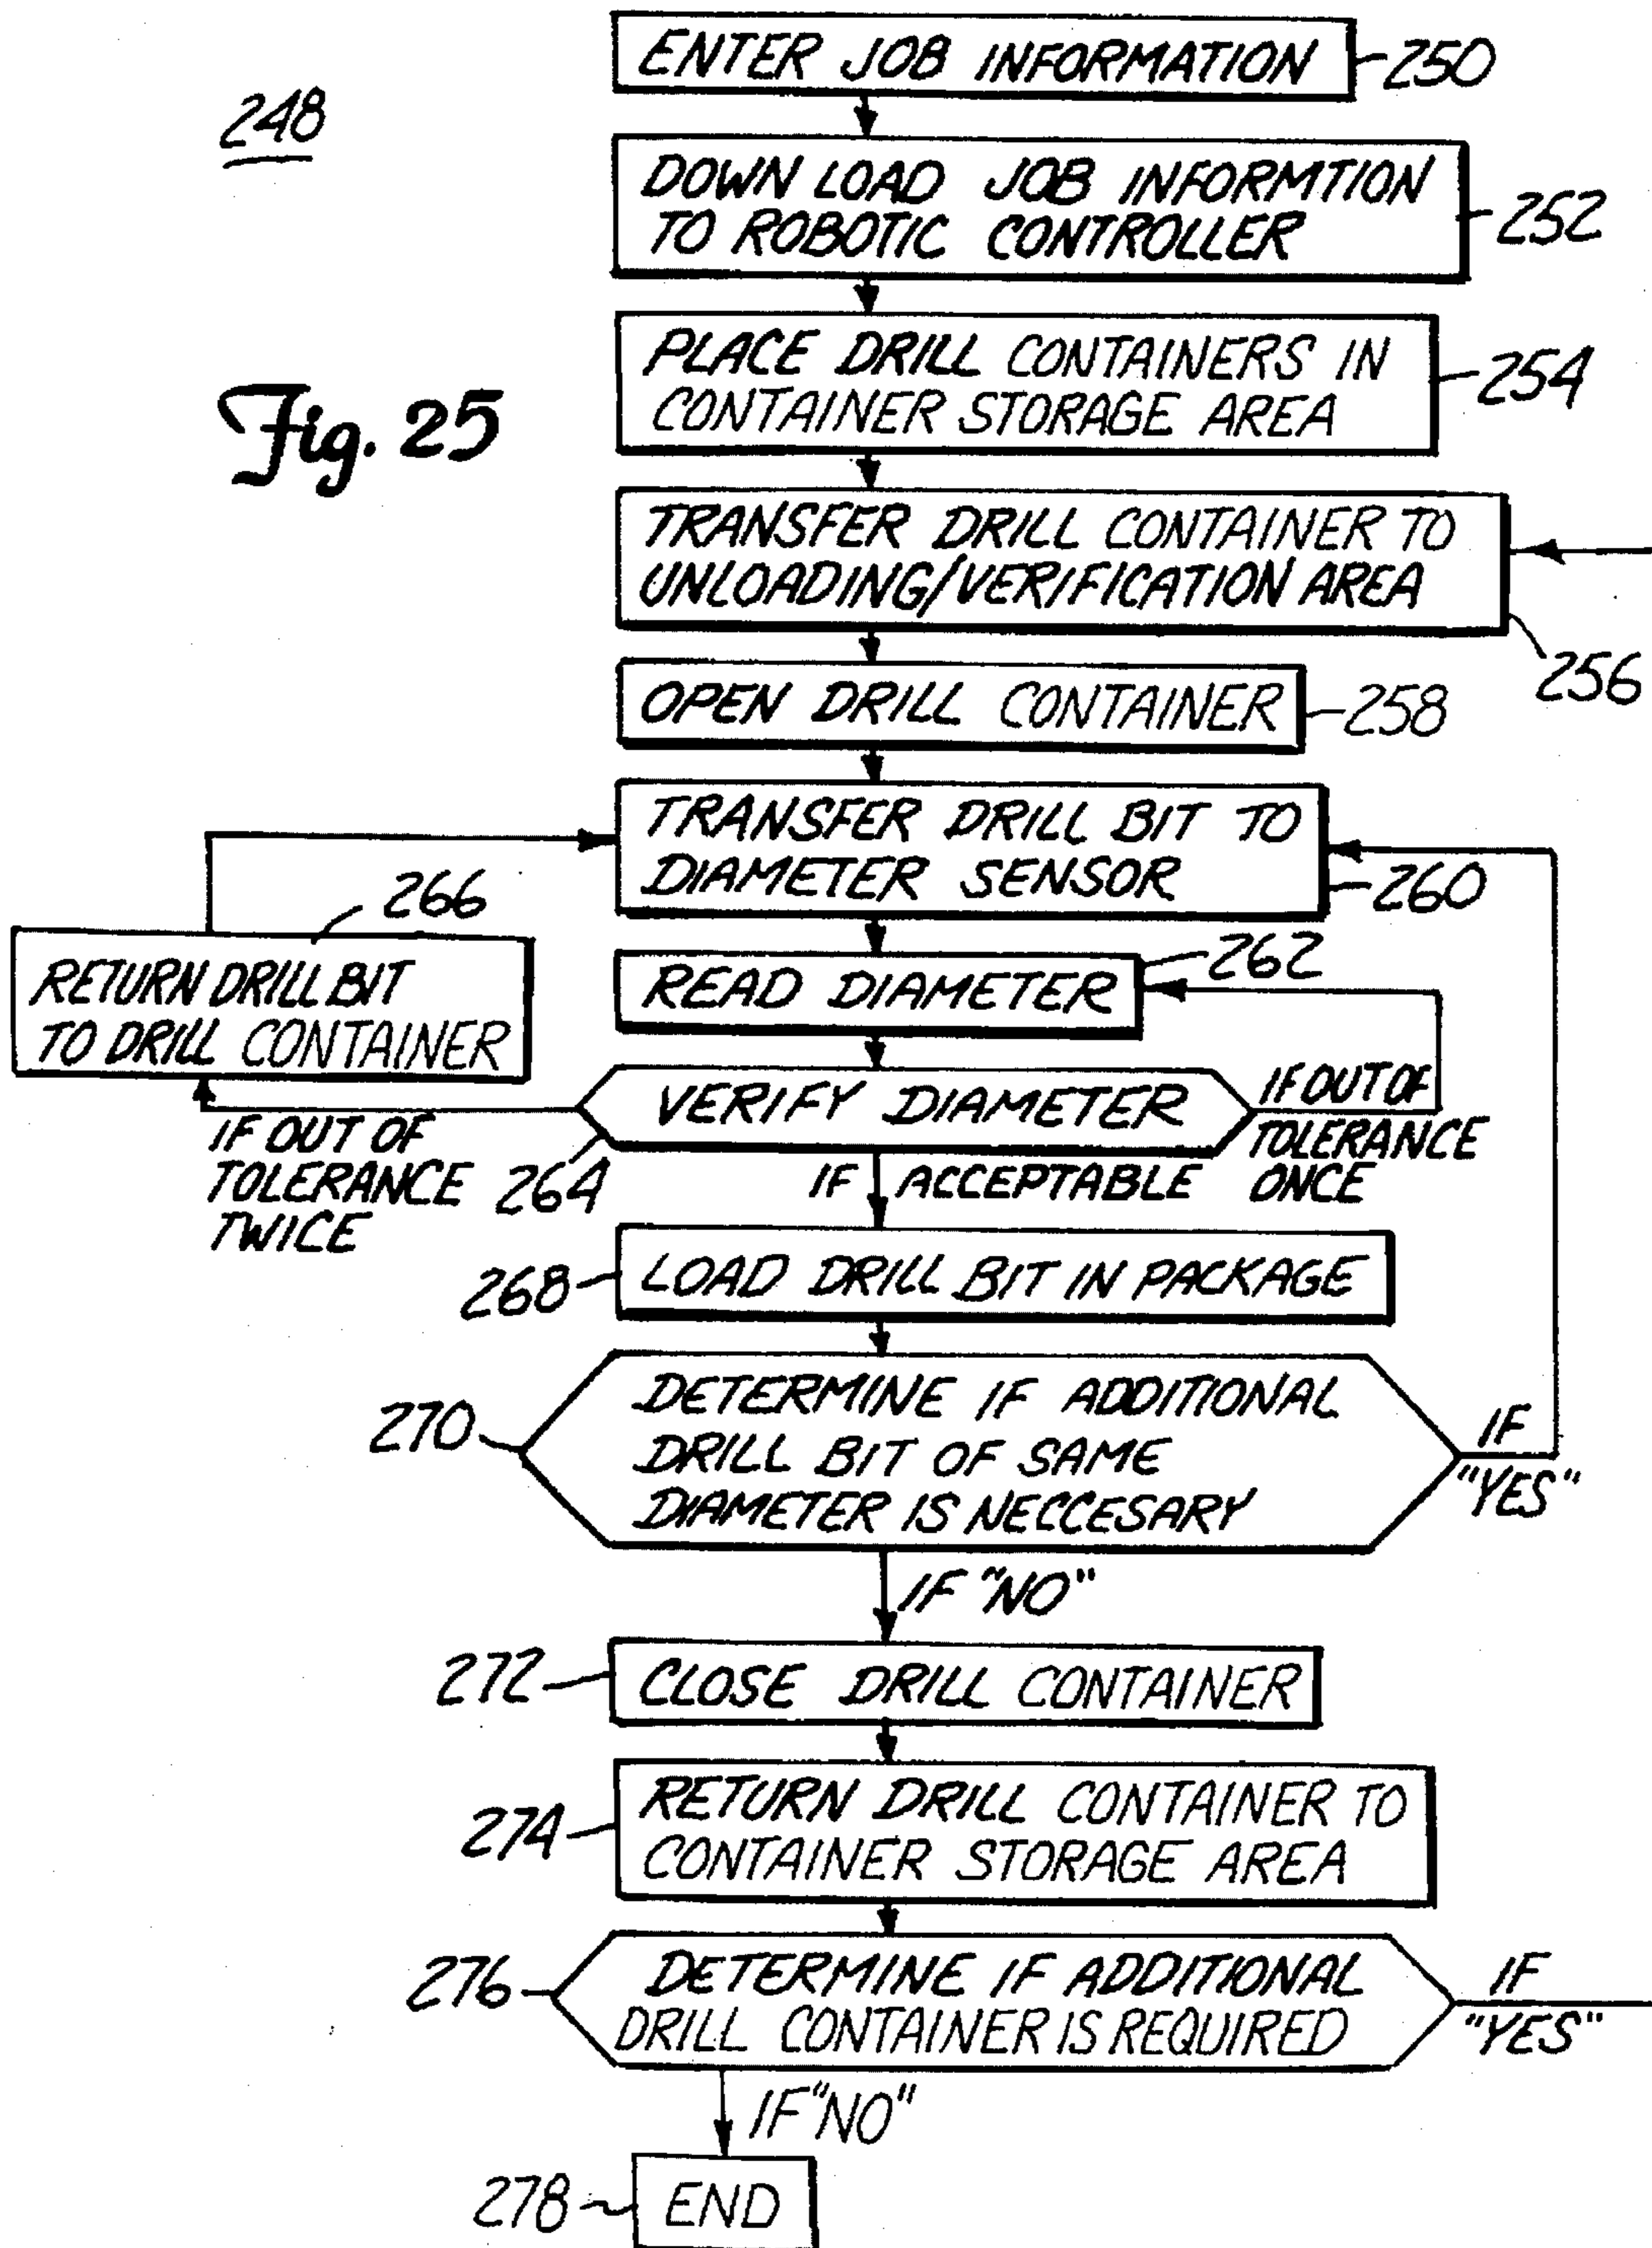 ENTER JOB INFORMATION
250
248
DOWN LOAD JOB INFORMTION
TO ROBOTIC CONTROLLER
252
PLACE DRILL CONTAINERS IN
CONTAINER STORAGE AREA
254
Fig. 25
TRANSFER DRILL CONTAINER TO
UNLOADING/VERIFICATION AREA
256
OPEN DRILL CONTAINER
258
TRANSFER DRILL BIT TO
DIAMETER SENSOR
260
266
RETURN DRILL BIT
TO DRILL CONTAINER
READ DIAMETER
262
VERIFY DIAMETER
264
IF OUT OF
TOLERANCE
ONCE
IF OUT OF
TOLERANCE
TWICE
IF ACCEPTABLE
268
LOAD DRILL BIT IN PACKAGE
270
DETERMINE IF ADDITIONAL
DRILL BIT OF SAME
DIAMETER IS NECCESARY
IF
"YES"
IF "NO"
272
CLOSE DRILL CONTAINER
274
RETURN DRILL CONTAINER TO
CONTAINER STORAGE AREA
276
DETERMINE IF ADDITIONAL
DRILL CONTAINER IS REQUIRED
IF
"YES"
IF "NO"
278
END